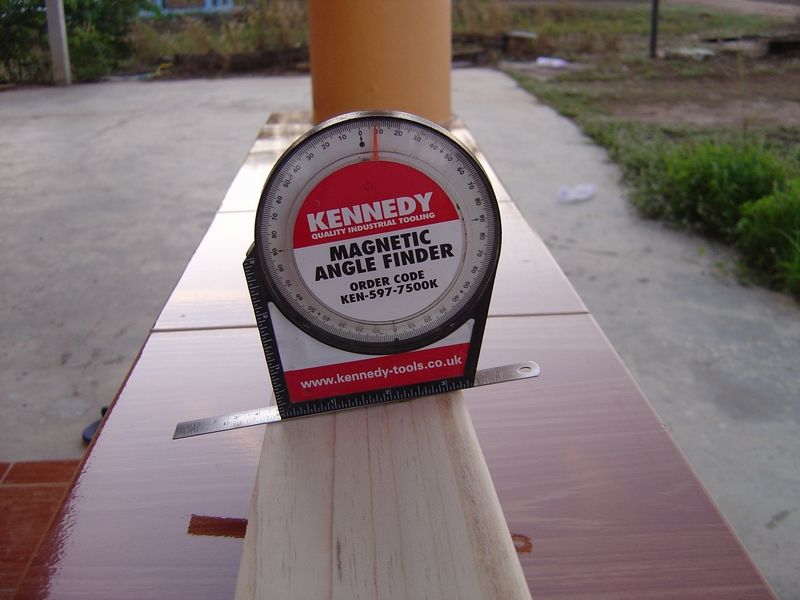 KENNEDY
QUALITY INDUSTRIAL TOOLING
MAGNETIC
ANGLE FINDER
ORDER CODE
KEN-597-7500K
www.kennedy-tools.co.uk